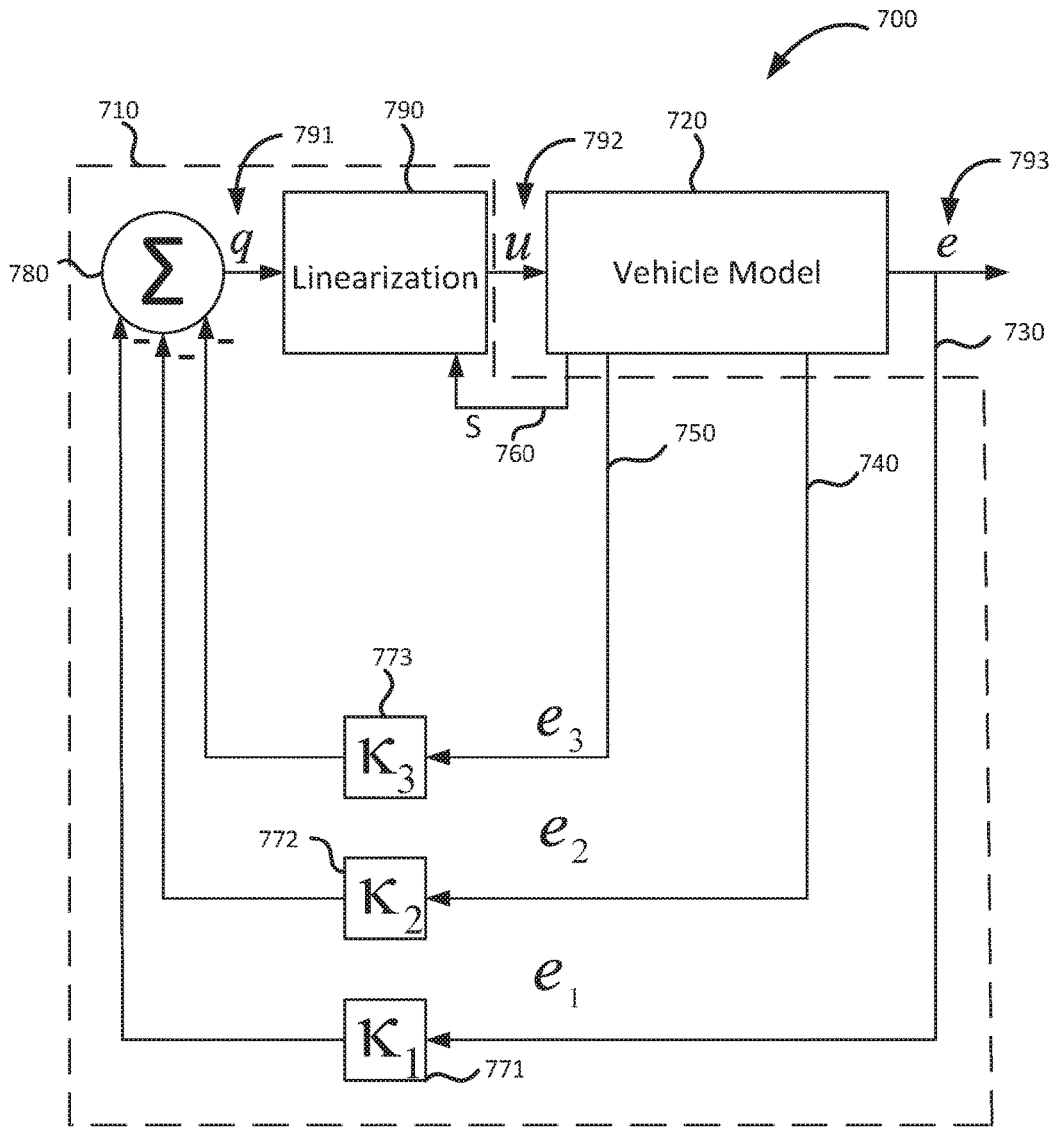 700
710
790
791
792
720
793
780
Σ
q
Linearization
u
Vehicle Model
e
- - -
730
S
760
750
740
773
K3
e3
772
K2
e2
e1
K1
771